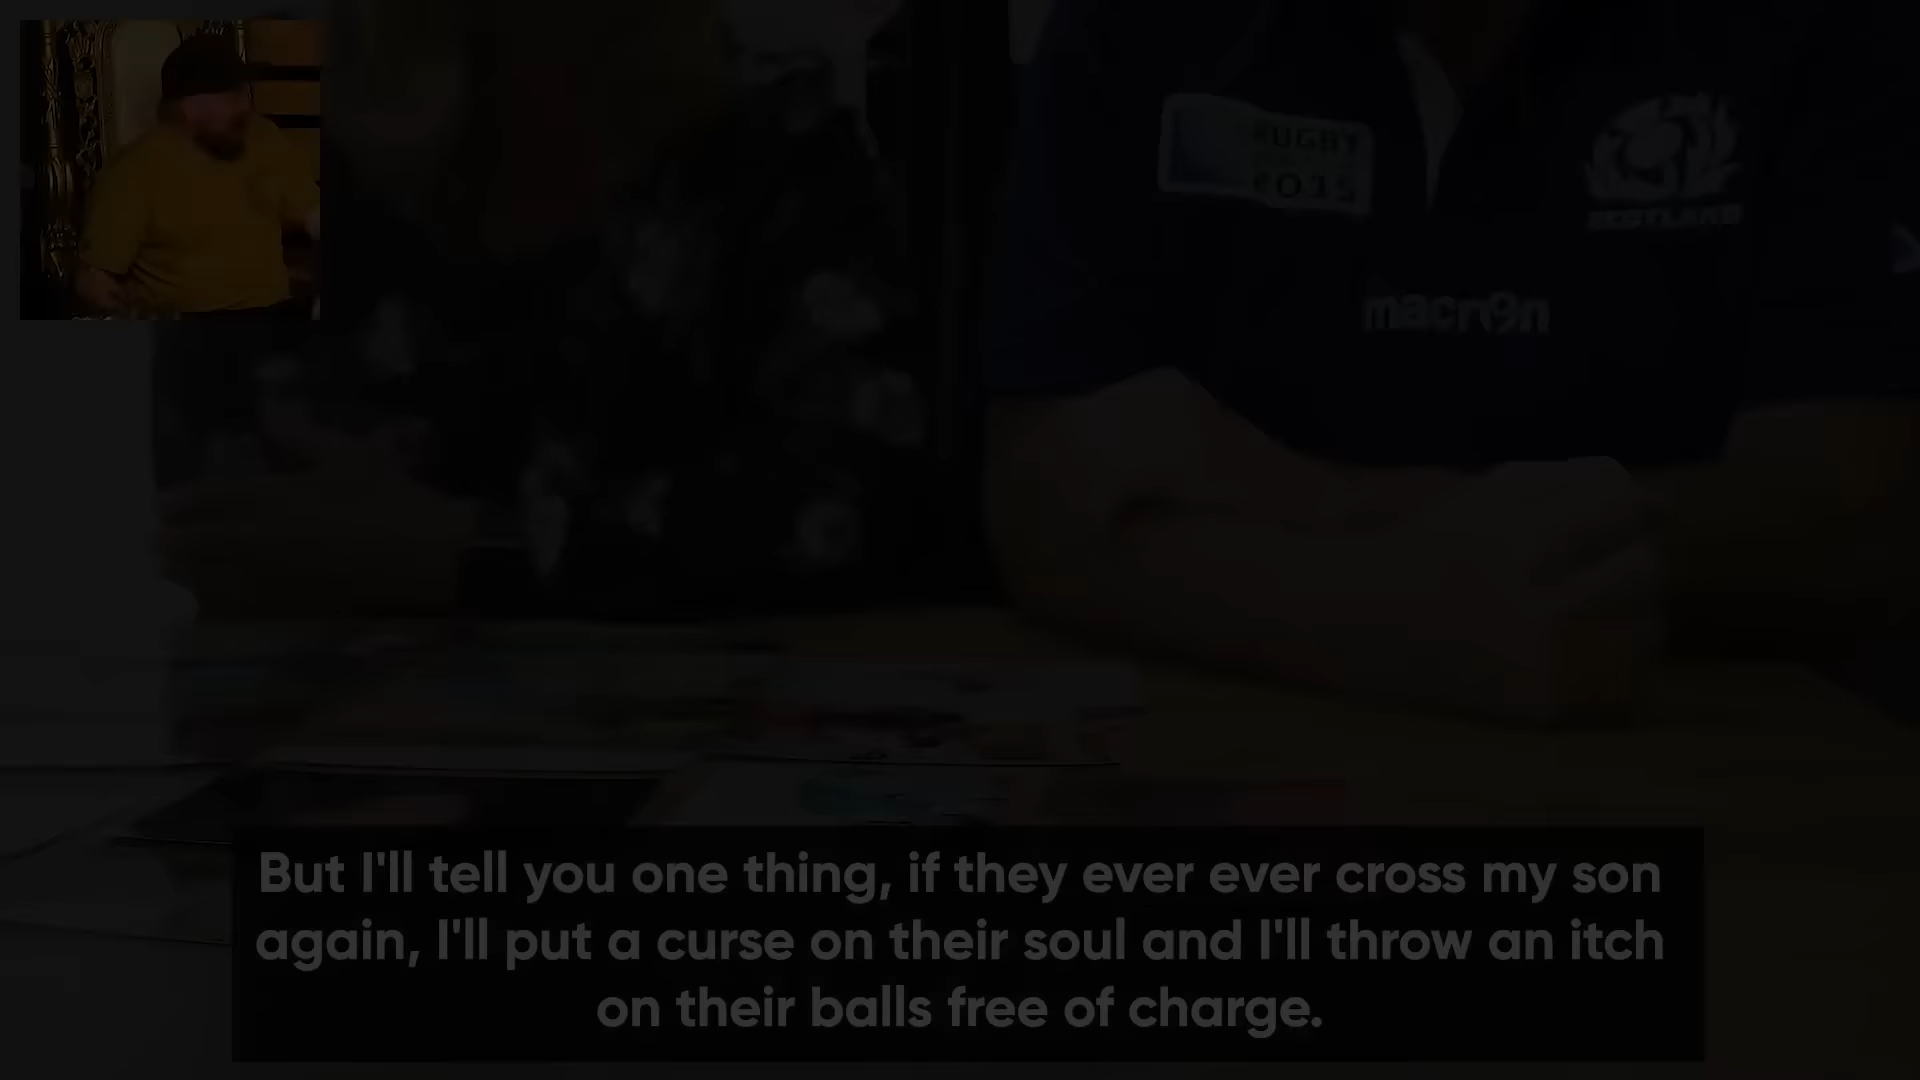 RUGBY
2015
SCOTLAND
macron
But I'll tell you one thing, if they ever ever cross my son
again, I'll put a curse on their soul and I'll throw an itch
on their balls free of charge.